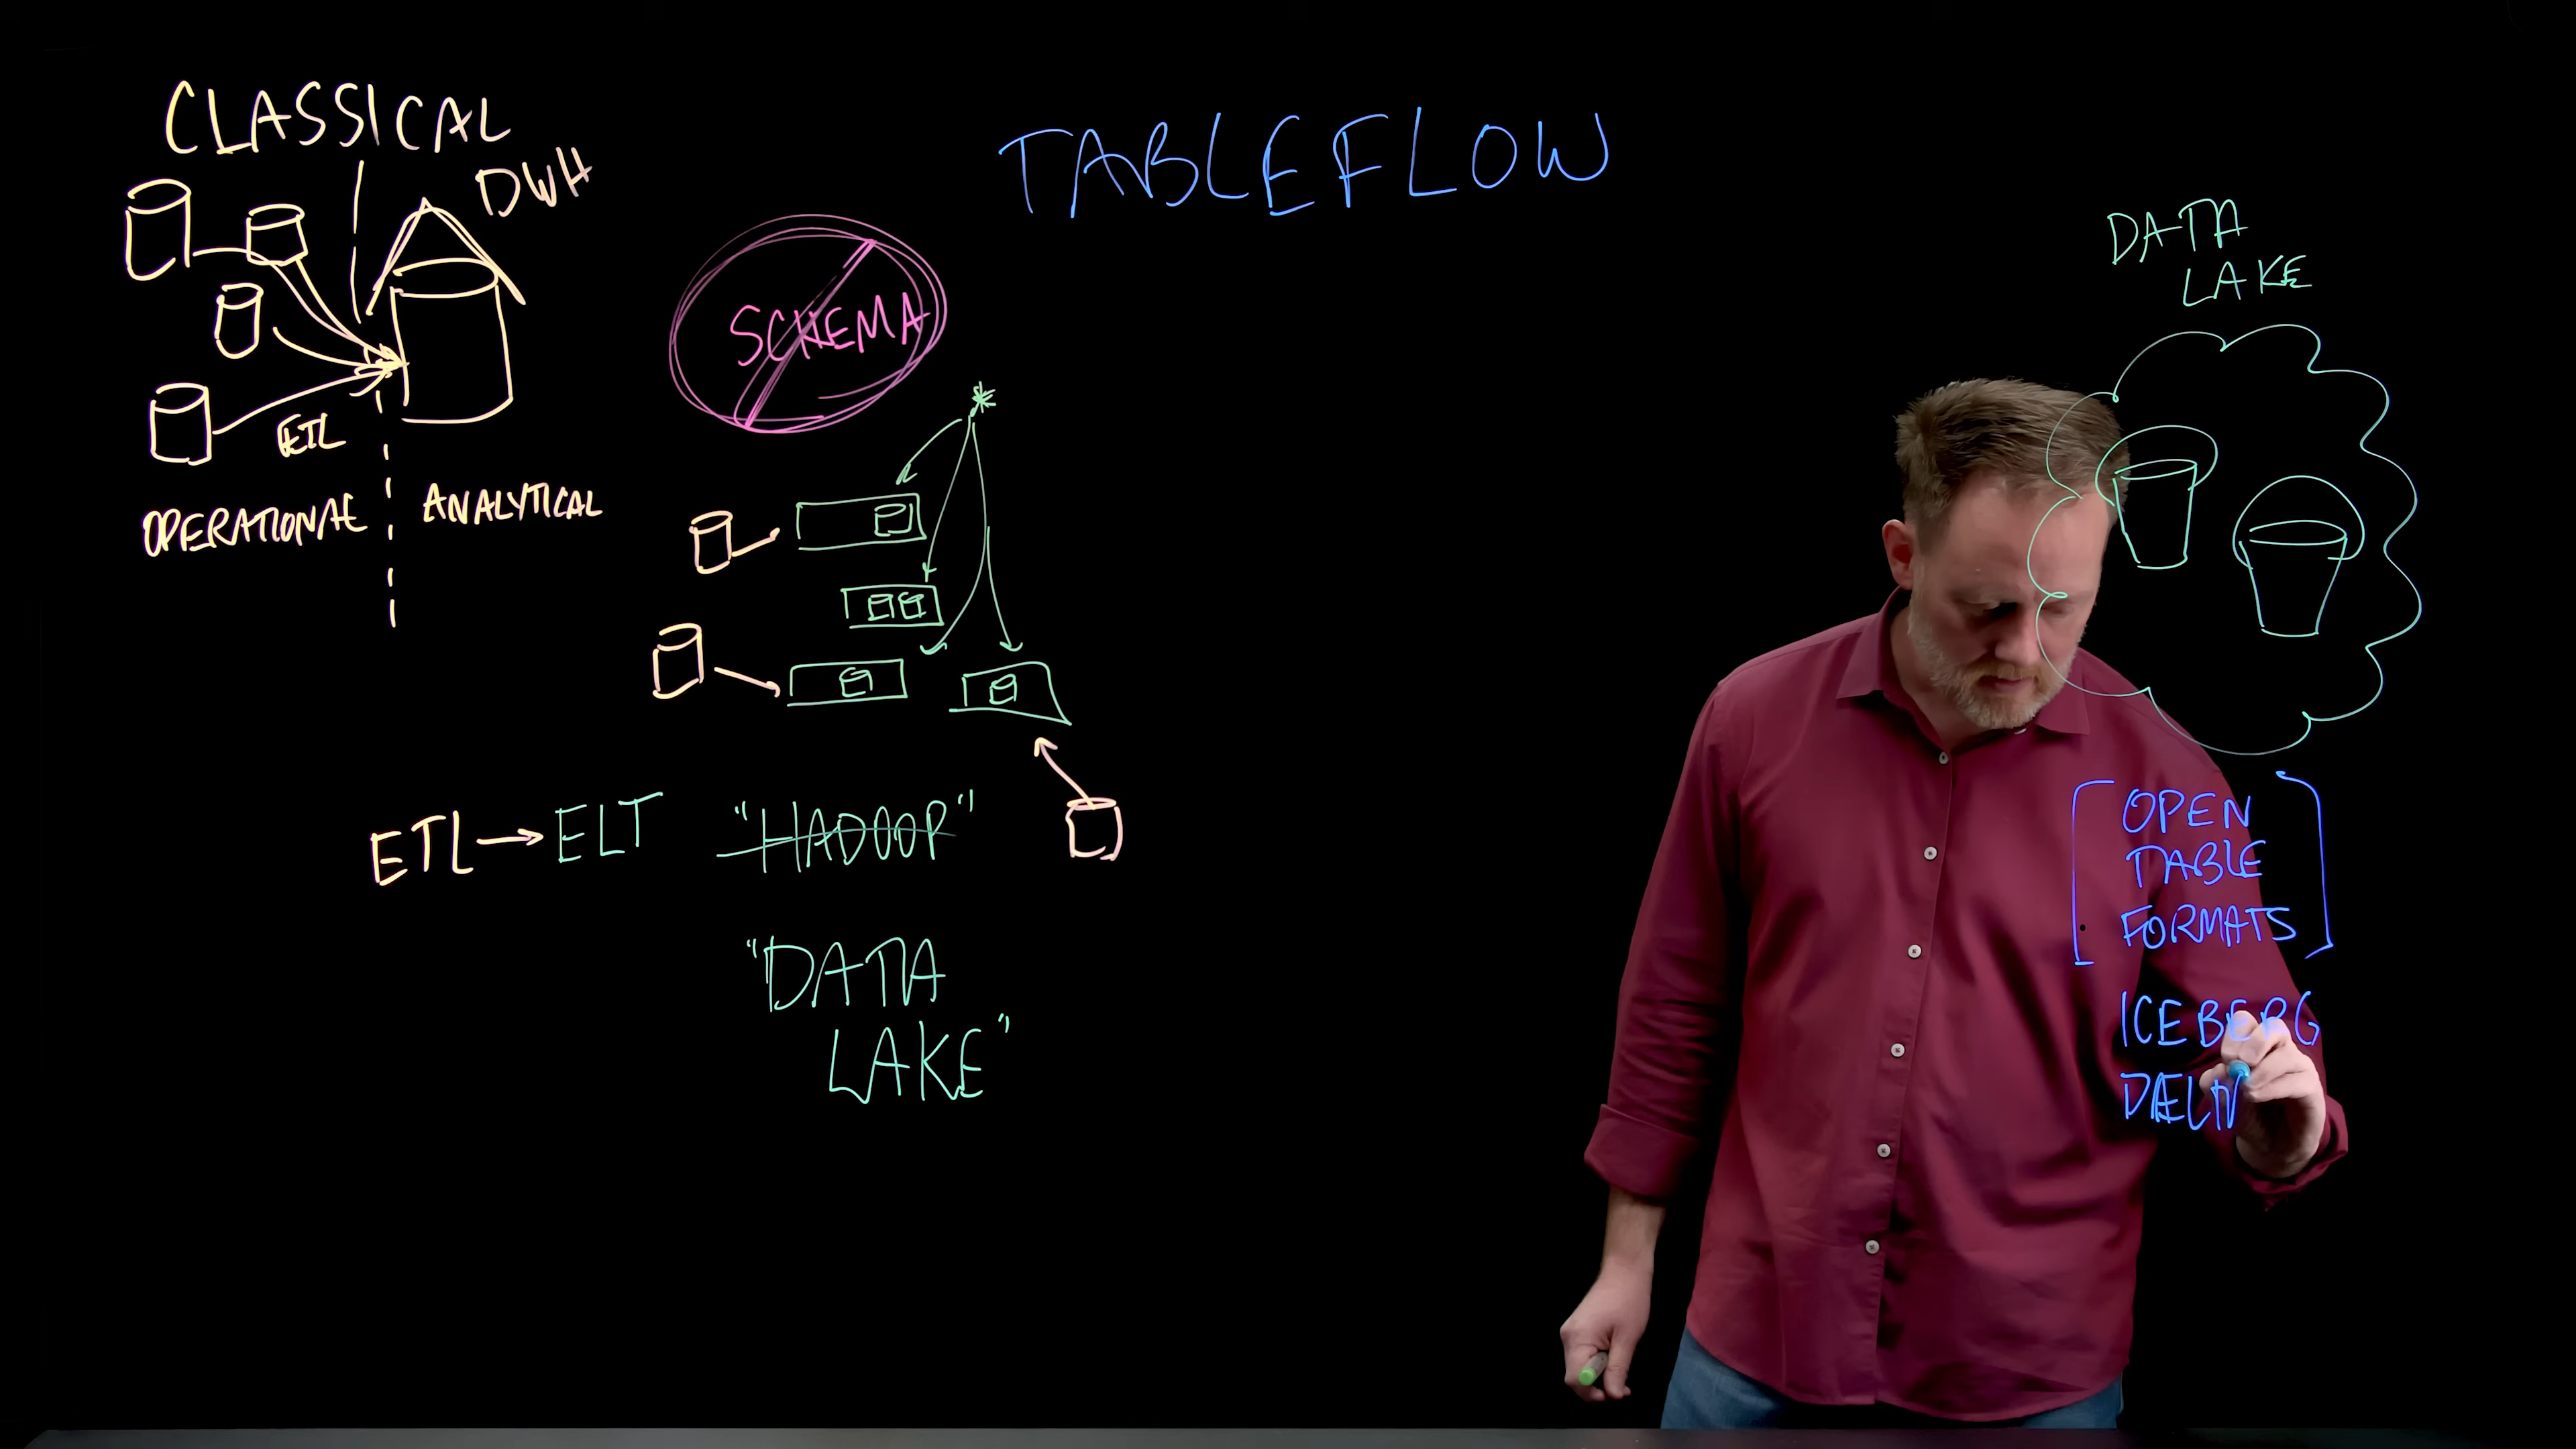 CLASSICAL
DWH
ETL
OPERATIONAL
ANALYTICAL
TABLEFLOW
SCHEMA
*
ETL → ELT
"HADOOP"
"DATA
LAKE"
DATA
LAKE
OPEN
TABLE
FORMATS
ICEBERG